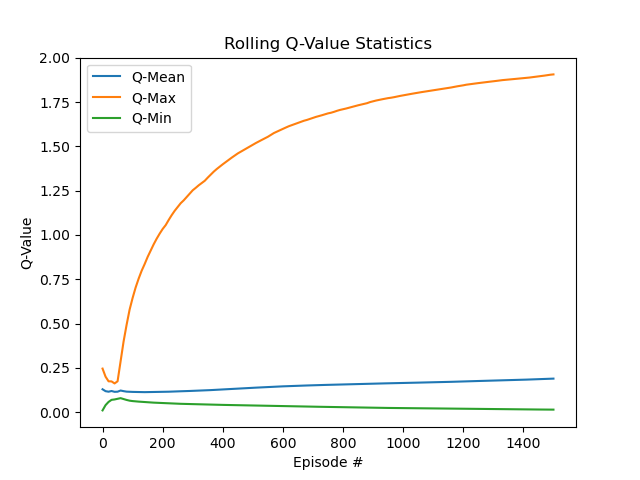 Rolling Q-Value Statistics
2.00
1.75
1.50
1.25
1.00
0.75
0.50
0.25
0.00
Q-Value
Q-Mean
Q-Max
Q-Min
0 200 400 600 800 1000 1200 1400
Episode #